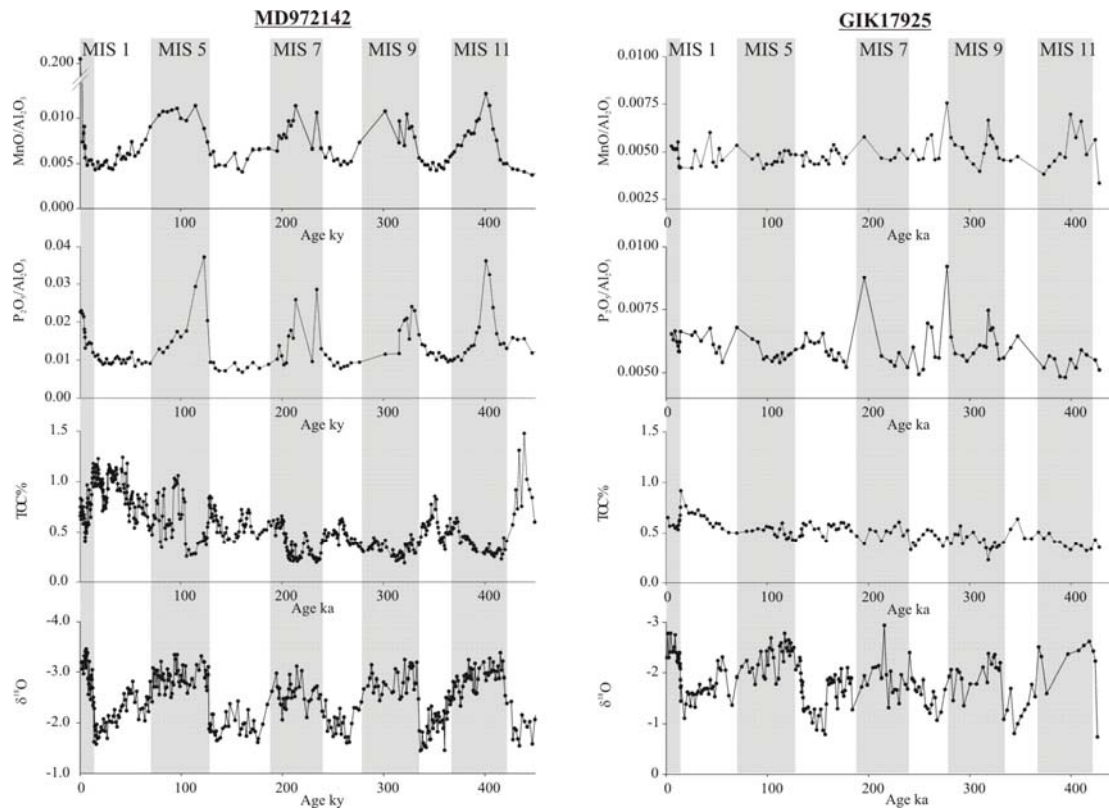 MD972142
GIK17925
MIS 1 MIS 5 MIS 7 MIS 9 MIS 11
MIS 1 MIS 5 MIS 7 MIS 9 MIS 11
MnO/Al₂O₃
0.200
0.010
0.005
0.000
100 200 300 400
Age ky
MnO/Al₂O₃
0.0100
0.0075
0.0050
0.0025
0 100 200 300 400
Age ka
P₂O₅/Al₂O₃
0.04
0.03
0.02
0.01
0.00
100 200 300 400
Age ky
P₂O₅/Al₂O₃
0.0100
0.0075
0.0050
0 100 200 300 400
Age ka
TOC%
1.5
1.0
0.5
0.0
100 200 300 400
Age ka
TOC%
1.5
1.0
0.5
0.0
0 100 200 300 400
Age ka
δ¹⁸O
-4.0
-3.0
-2.0
-1.0
0 100 200 300 400
Age ky
δ¹⁸O
-3
-2
-1
0
0 100 200 300 400
Age ka